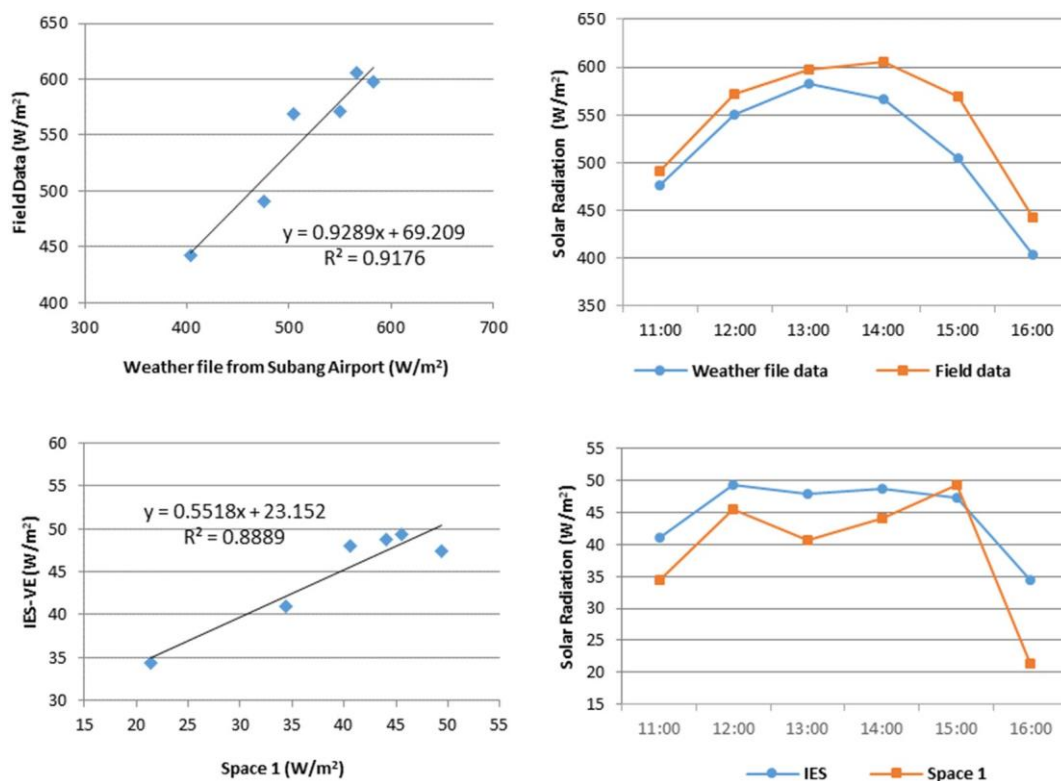 650
600
550
500
450
400
Field Data (W/m²)
y = 0.9289x + 69.209
R² = 0.9176
300 400 500 600 700
Weather file from Subang Airport (W/m²)
650
600
550
500
450
400
350
Solar Radiation (W/m²)
11:00 12:00 13:00 14:00 15:00 16:00
Weather file data Field data
60
55
50
45
40
35
30
IES-VE (W/m²)
y = 0.5518x + 23.152
R² = 0.8889
15 20 25 30 35 40 45 50 55
Space 1 (W/m²)
55
50
45
40
35
30
25
20
15
Solar Radiation (W/m²)
11:00 12:00 13:00 14:00 15:00 16:00
IES Space 1